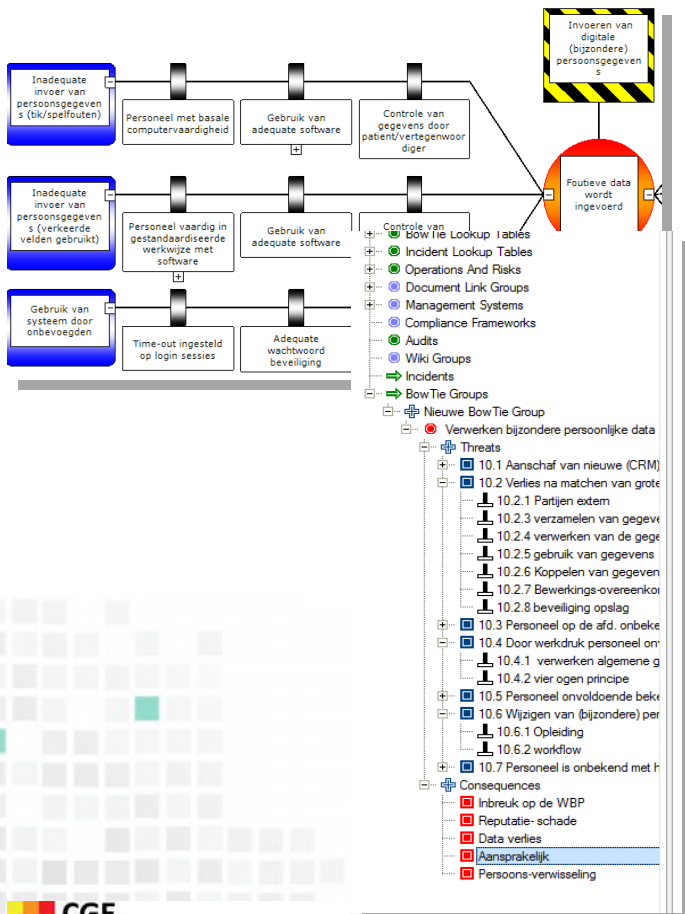 Invoeren van
digitale
(bijzondere)
persoonsgegeven
s
Inadequate
invoer van
persoonsgegeven
s (tik/spelfouten)
Personeel met basale
computervaardigheid
Gebruik van
adequate software
Controle van
gegevens door
patient/vertegenwoor
diger
Foutieve data
wordt
ingevoerd
Inadequate
invoer van
persoonsgegeven
s (verkeerde
velden gebruikt)
Personeel vaardig in
gestandaardiseerde
werkwijze met
software
Gebruik van
adequate software
Controle van
Gebruik van
systeem door
onbevoegden
Time-out ingesteld
op login sessies
Adequate
wachtwoord
beveiliging
BowTie Lookup Tables
Incident Lookup Tables
Operations And Risks
Document Link Groups
Management Systems
Compliance Frameworks
Audits
Wiki Groups
Incidents
BowTie Groups
Nieuwe BowTie Group
Verwerken bijzondere persoonlijke data
Threats
10.1 Aanschaf van nieuwe (CRM)
10.2 Verlies na matchen van grote
10.2.1 Partijen extern
10.2.3 verzamelen van gegeve
10.2.4 verwerken van de gege
10.2.5 gebruik van gegevens
10.2.6 Koppelen van gegeven
10.2.7 Bewerkings-overeenko
10.2.8 beveiliging opslag
10.3 Personeel op de afd. onbeke
10.4 Door werkdruk personeel on
10.4.1 verwerken algemene g
10.4.2 vier ogen principe
10.5 Personeel onvoldoende beke
10.6 Wijzigen van (bijzondere) per
10.6.1 Opleiding
10.6.2 workflow
10.7 Personeel is onbekend met h
Consequences
Inbreuk op de WBP
Reputatie- schade
Data verlies
Aansprakelijk
Persoons-verwisseling
CGE